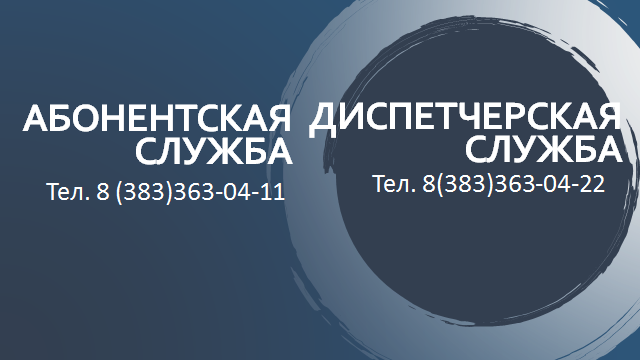 АБОНЕНТСКАЯ
СЛУЖБА
Тел. 8 (383)363-04-11
ДИСПЕТЧЕРСКАЯ
СЛУЖБА
Тел. 8(383)363-04-22